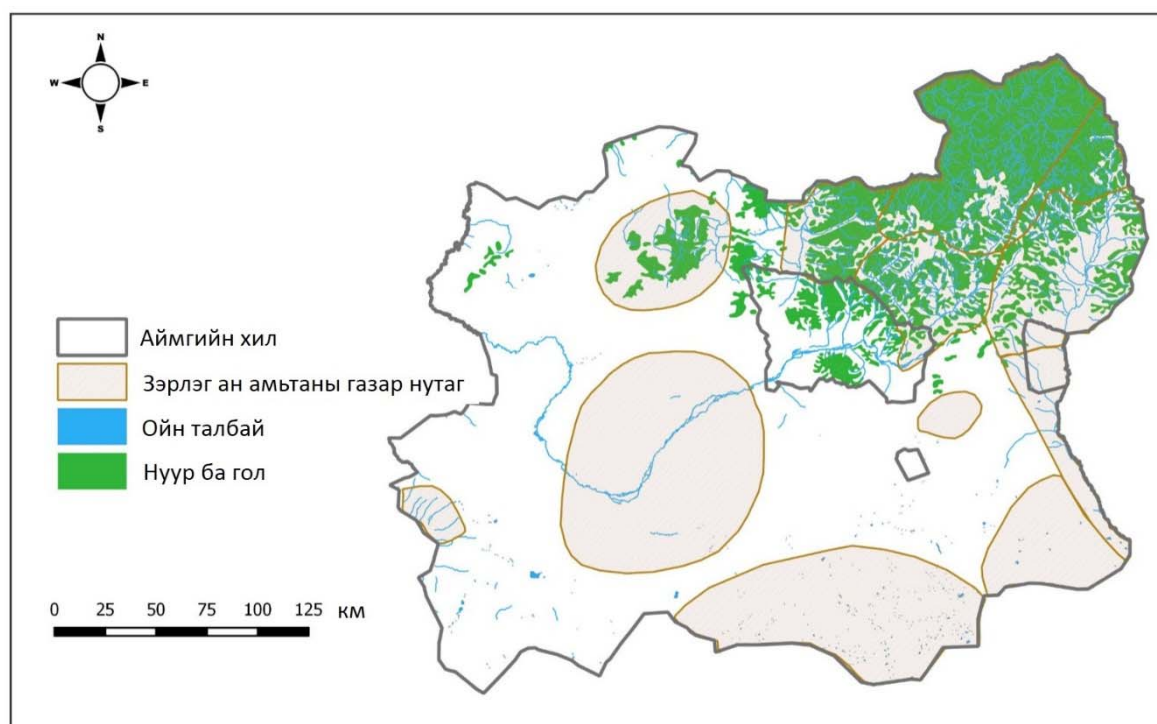 N
W E
S
Аймгийн хил
Зэрлэг ан амьтаны газар нутаг
Ойн талбай
Нуур ба гол
0 25 50 75 100 125 км